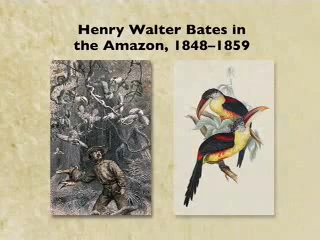 Henry Walter Bates in
the Amazon, 1848–1859